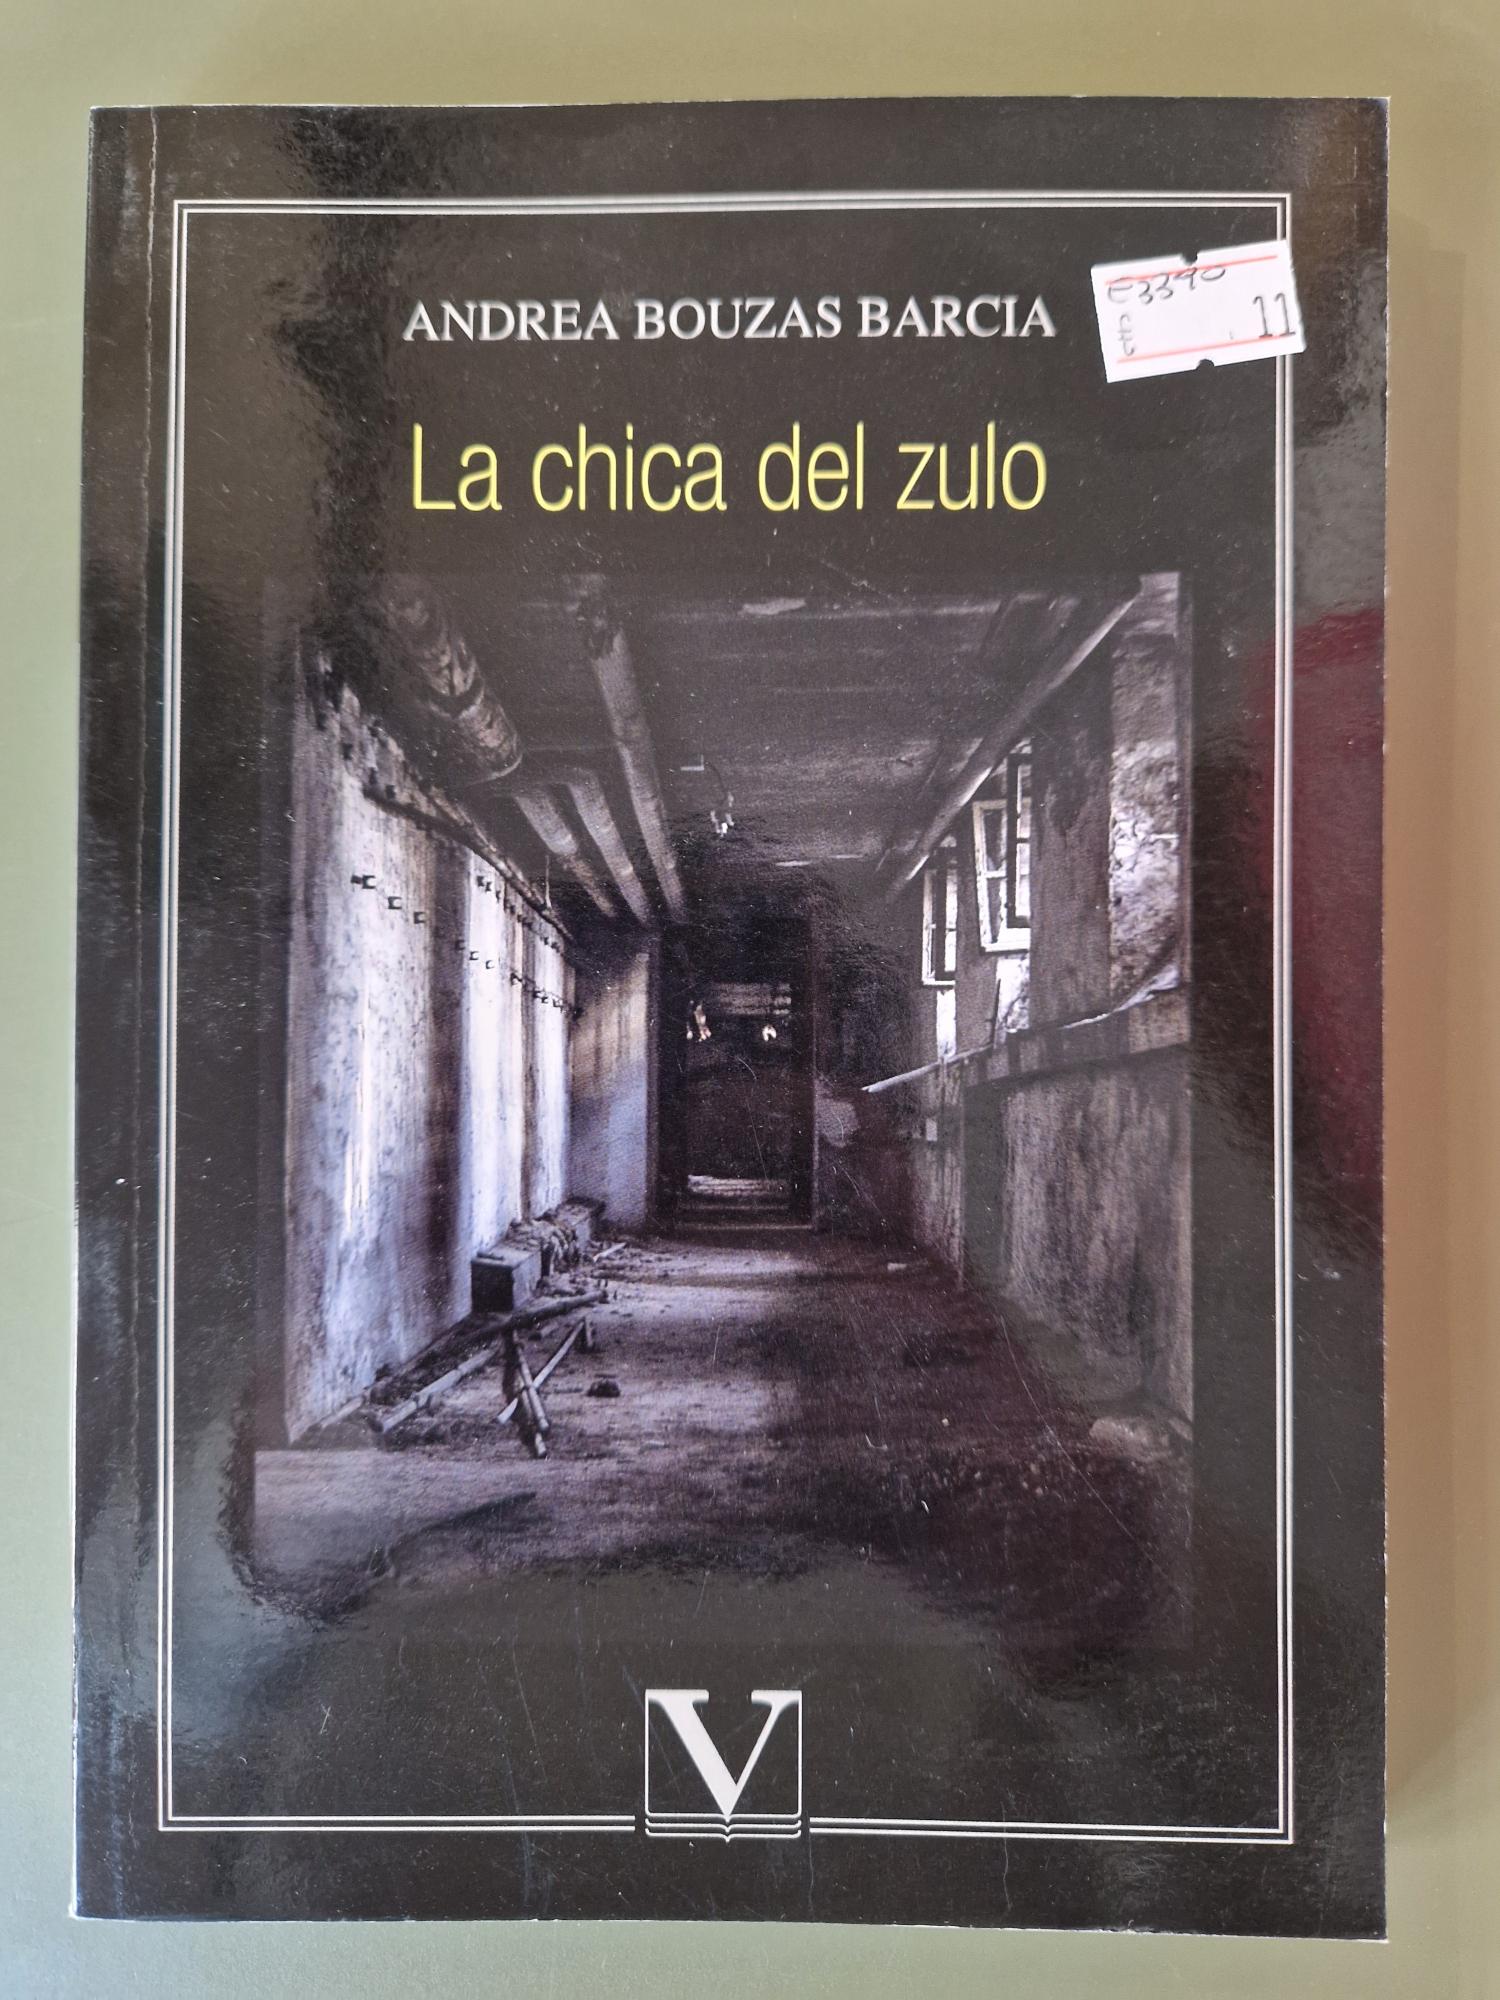 ANDREA BOUZAS BARCIA
E3390
11
La chica del zulo
V